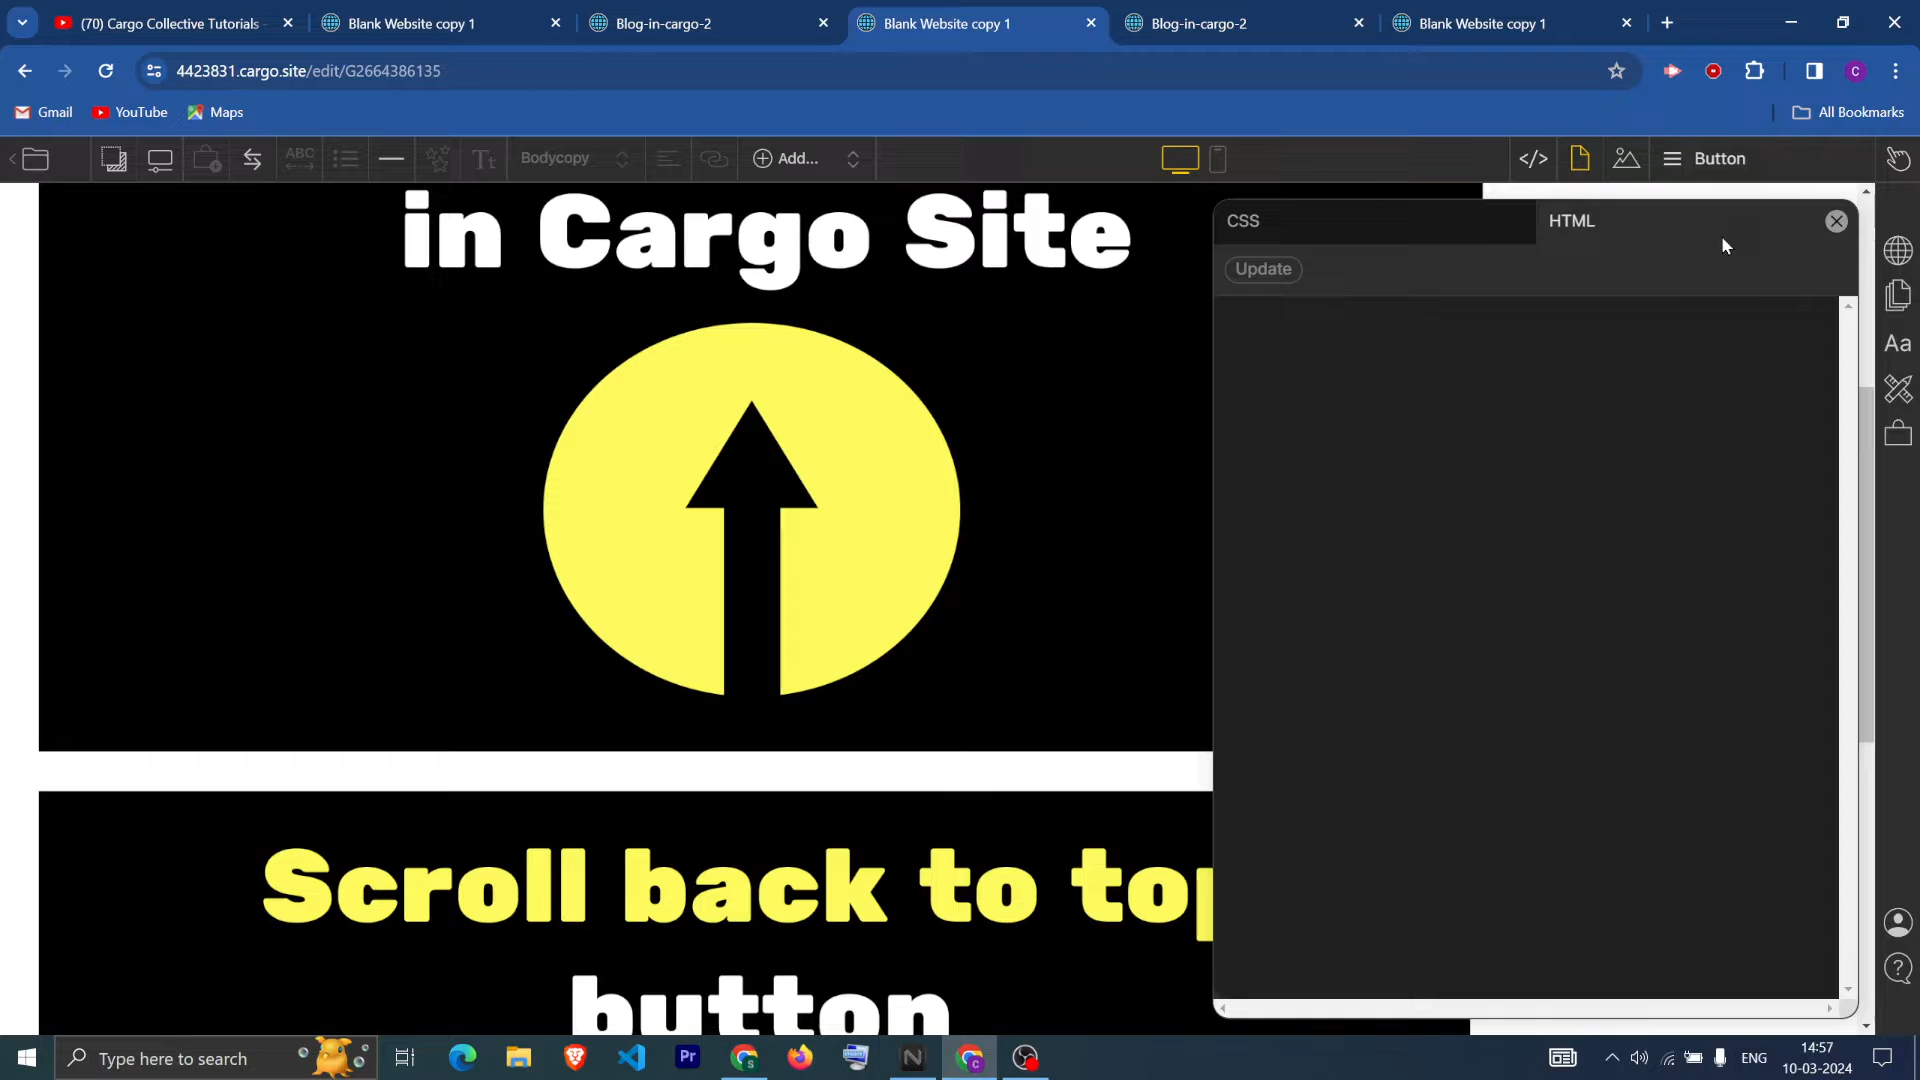 (70) Cargo Collective Tutorials
Blank Website copy 1
Blog-in-cargo-2
Blank Website copy 1
Blog-in-cargo-2
Blank Website copy 1
4423831.cargo.site/edit/G2664386135
C
Gmail
YouTube
Maps
All Bookmarks
ABC
Tt
Bodycopy
Add...
</>
Button
in Cargo Site
CSS
HTML
Update
Aa
Scroll back to top
button
Type here to search
Pr
N
ENG
14:57
10-03-2024